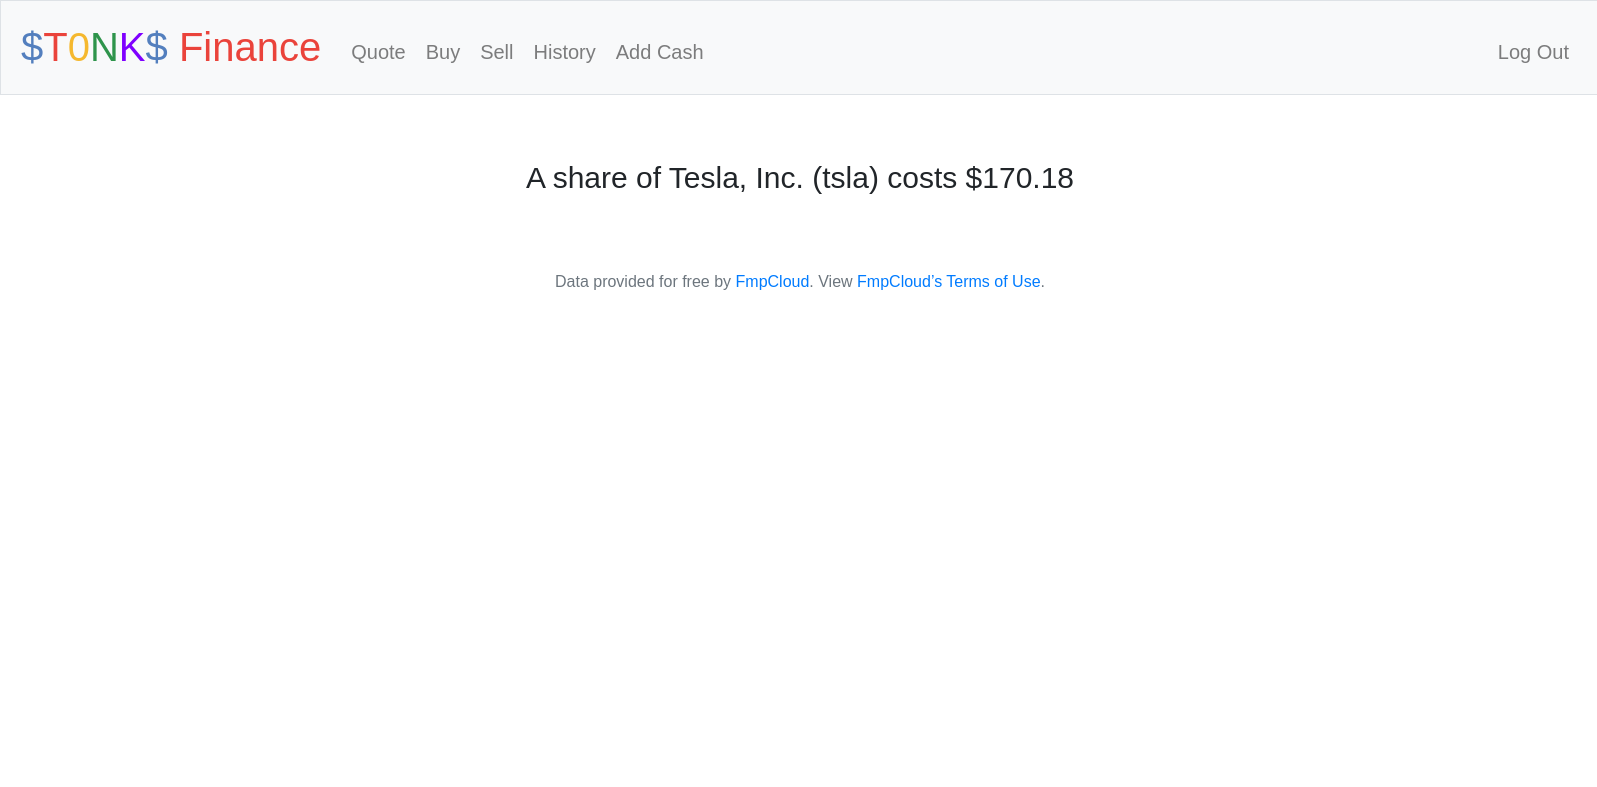 $T0NK$ Finance Quote Buy Sell History Add Cash Log Out
A share of Tesla, Inc. (tsla) costs $170.18
Data provided for free by FmpCloud. View FmpCloud’s Terms of Use.